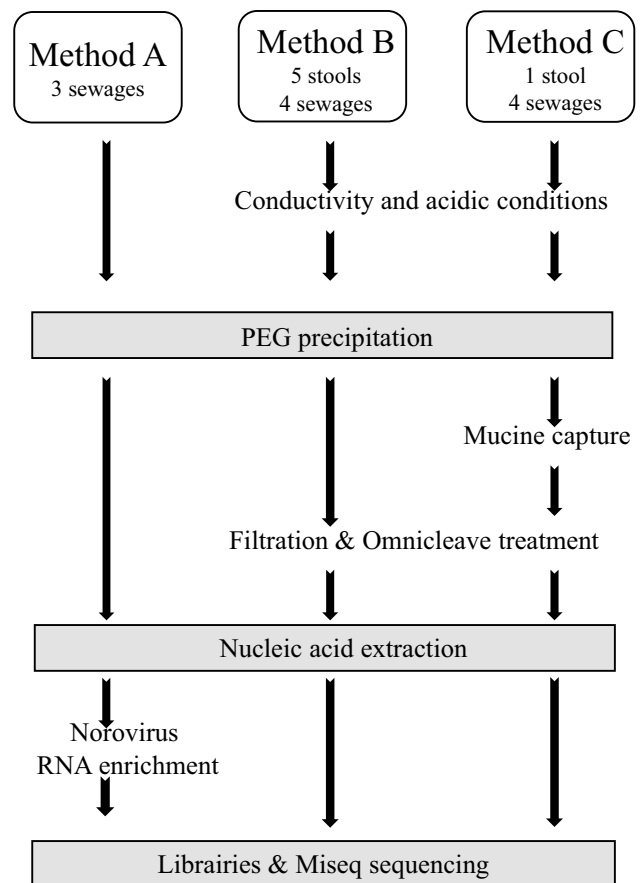 Method A
3 sewages
Method B
5 stools
4 sewages
Method C
1 stool
4 sewages
Conductivity and acidic conditions
PEG precipitation
Mucine capture
Filtration & Omnicleave treatment
Nucleic acid extraction
Norovirus
RNA enrichment
Librairies & Miseq sequencing